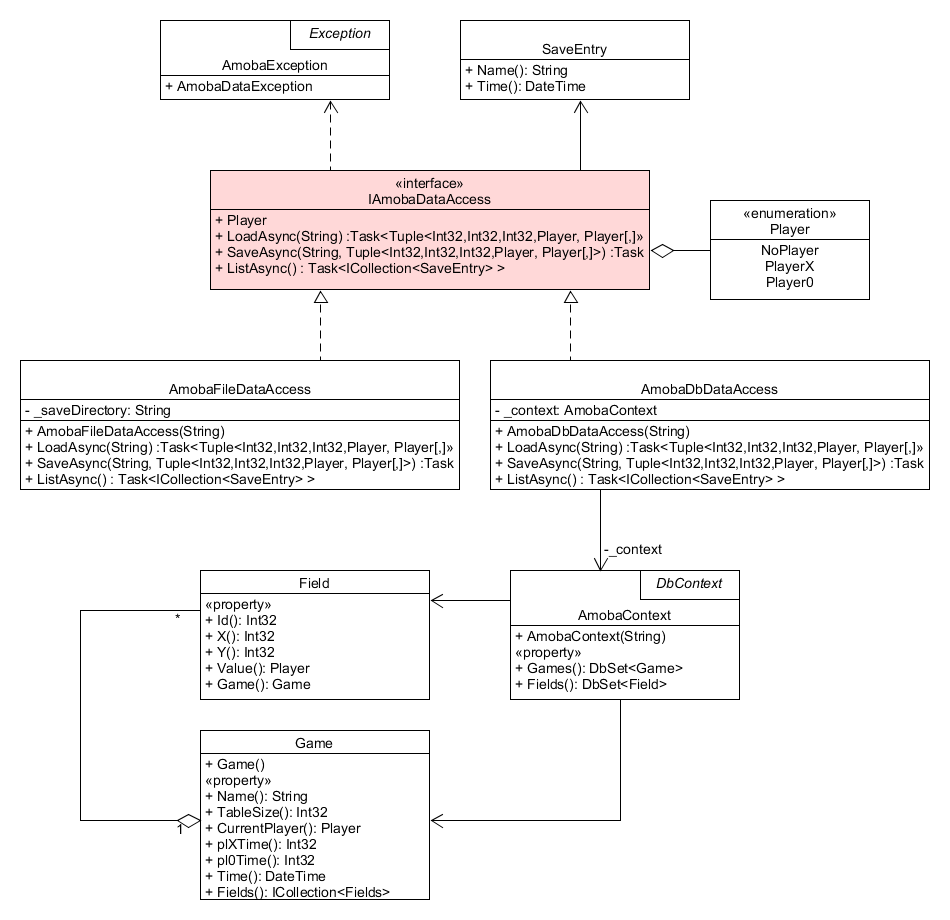 Exception
AmobaException
+ AmobaDataException
SaveEntry
+ Name(): String
+ Time(): DateTime
«interface»
IAmobaDataAccess
+ Player
+ LoadAsync(String) :Task<Tuple<Int32,Int32,Int32,Player, Player[,]»
+ SaveAsync(String, Tuple<Int32,Int32,Int32,Player, Player[,]>) :Task
+ ListAsync() : Task<ICollection<SaveEntry> >
«enumeration»
Player
NoPlayer
PlayerX
Player0
AmobaFileDataAccess
- _saveDirectory: String
+ AmobaFileDataAccess(String)
+ LoadAsync(String) :Task<Tuple<Int32,Int32,Int32,Player, Player[,]»
+ SaveAsync(String, Tuple<Int32,Int32,Int32,Player, Player[,]>) :Task
+ ListAsync() : Task<ICollection<SaveEntry> >
AmobaDbDataAccess
- _context: AmobaContext
+ AmobaDbDataAccess(String)
+ LoadAsync(String) :Task<Tuple<Int32,Int32,Int32,Player, Player[,]»
+ SaveAsync(String, Tuple<Int32,Int32,Int32,Player, Player[,]>) :Task
+ ListAsync() : Task<ICollection<SaveEntry> >
- _context
Field
«property»
+ Id(): Int32
+ X(): Int32
+ Y(): Int32
+ Value(): Player
+ Game(): Game
*
DbContext
AmobaContext
+ AmobaContext(String)
«property»
+ Games(): DbSet<Game>
+ Fields(): DbSet<Field>
Game
+ Game()
«property»
+ Name(): String
+ TableSize(): Int32
+ CurrentPlayer(): Player
+ plXTime(): Int32
+ pl0Time(): Int32
+ Time(): DateTime
+ Fields(): ICollection<Fields>
1